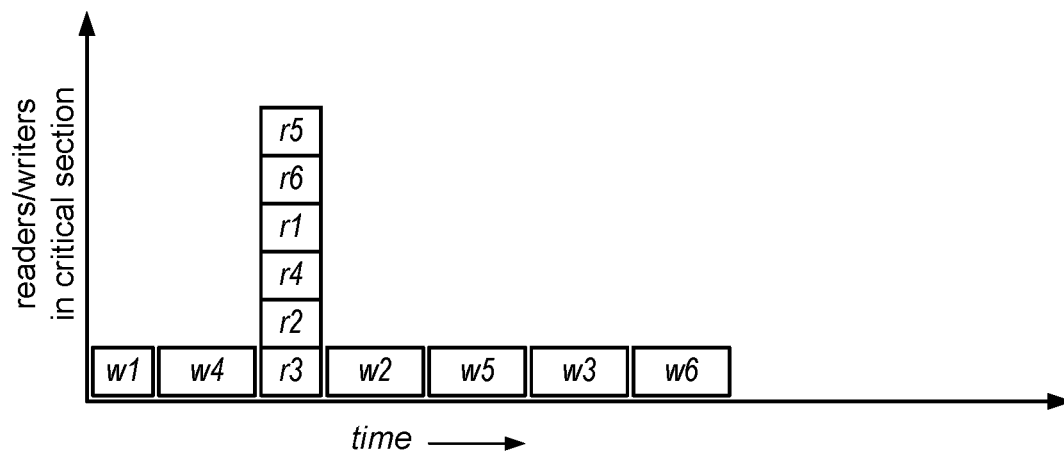 readers/writers
in critical section
r5
r6
r1
r4
r2
w1 w4 r3 w2 w5 w3 w6
time